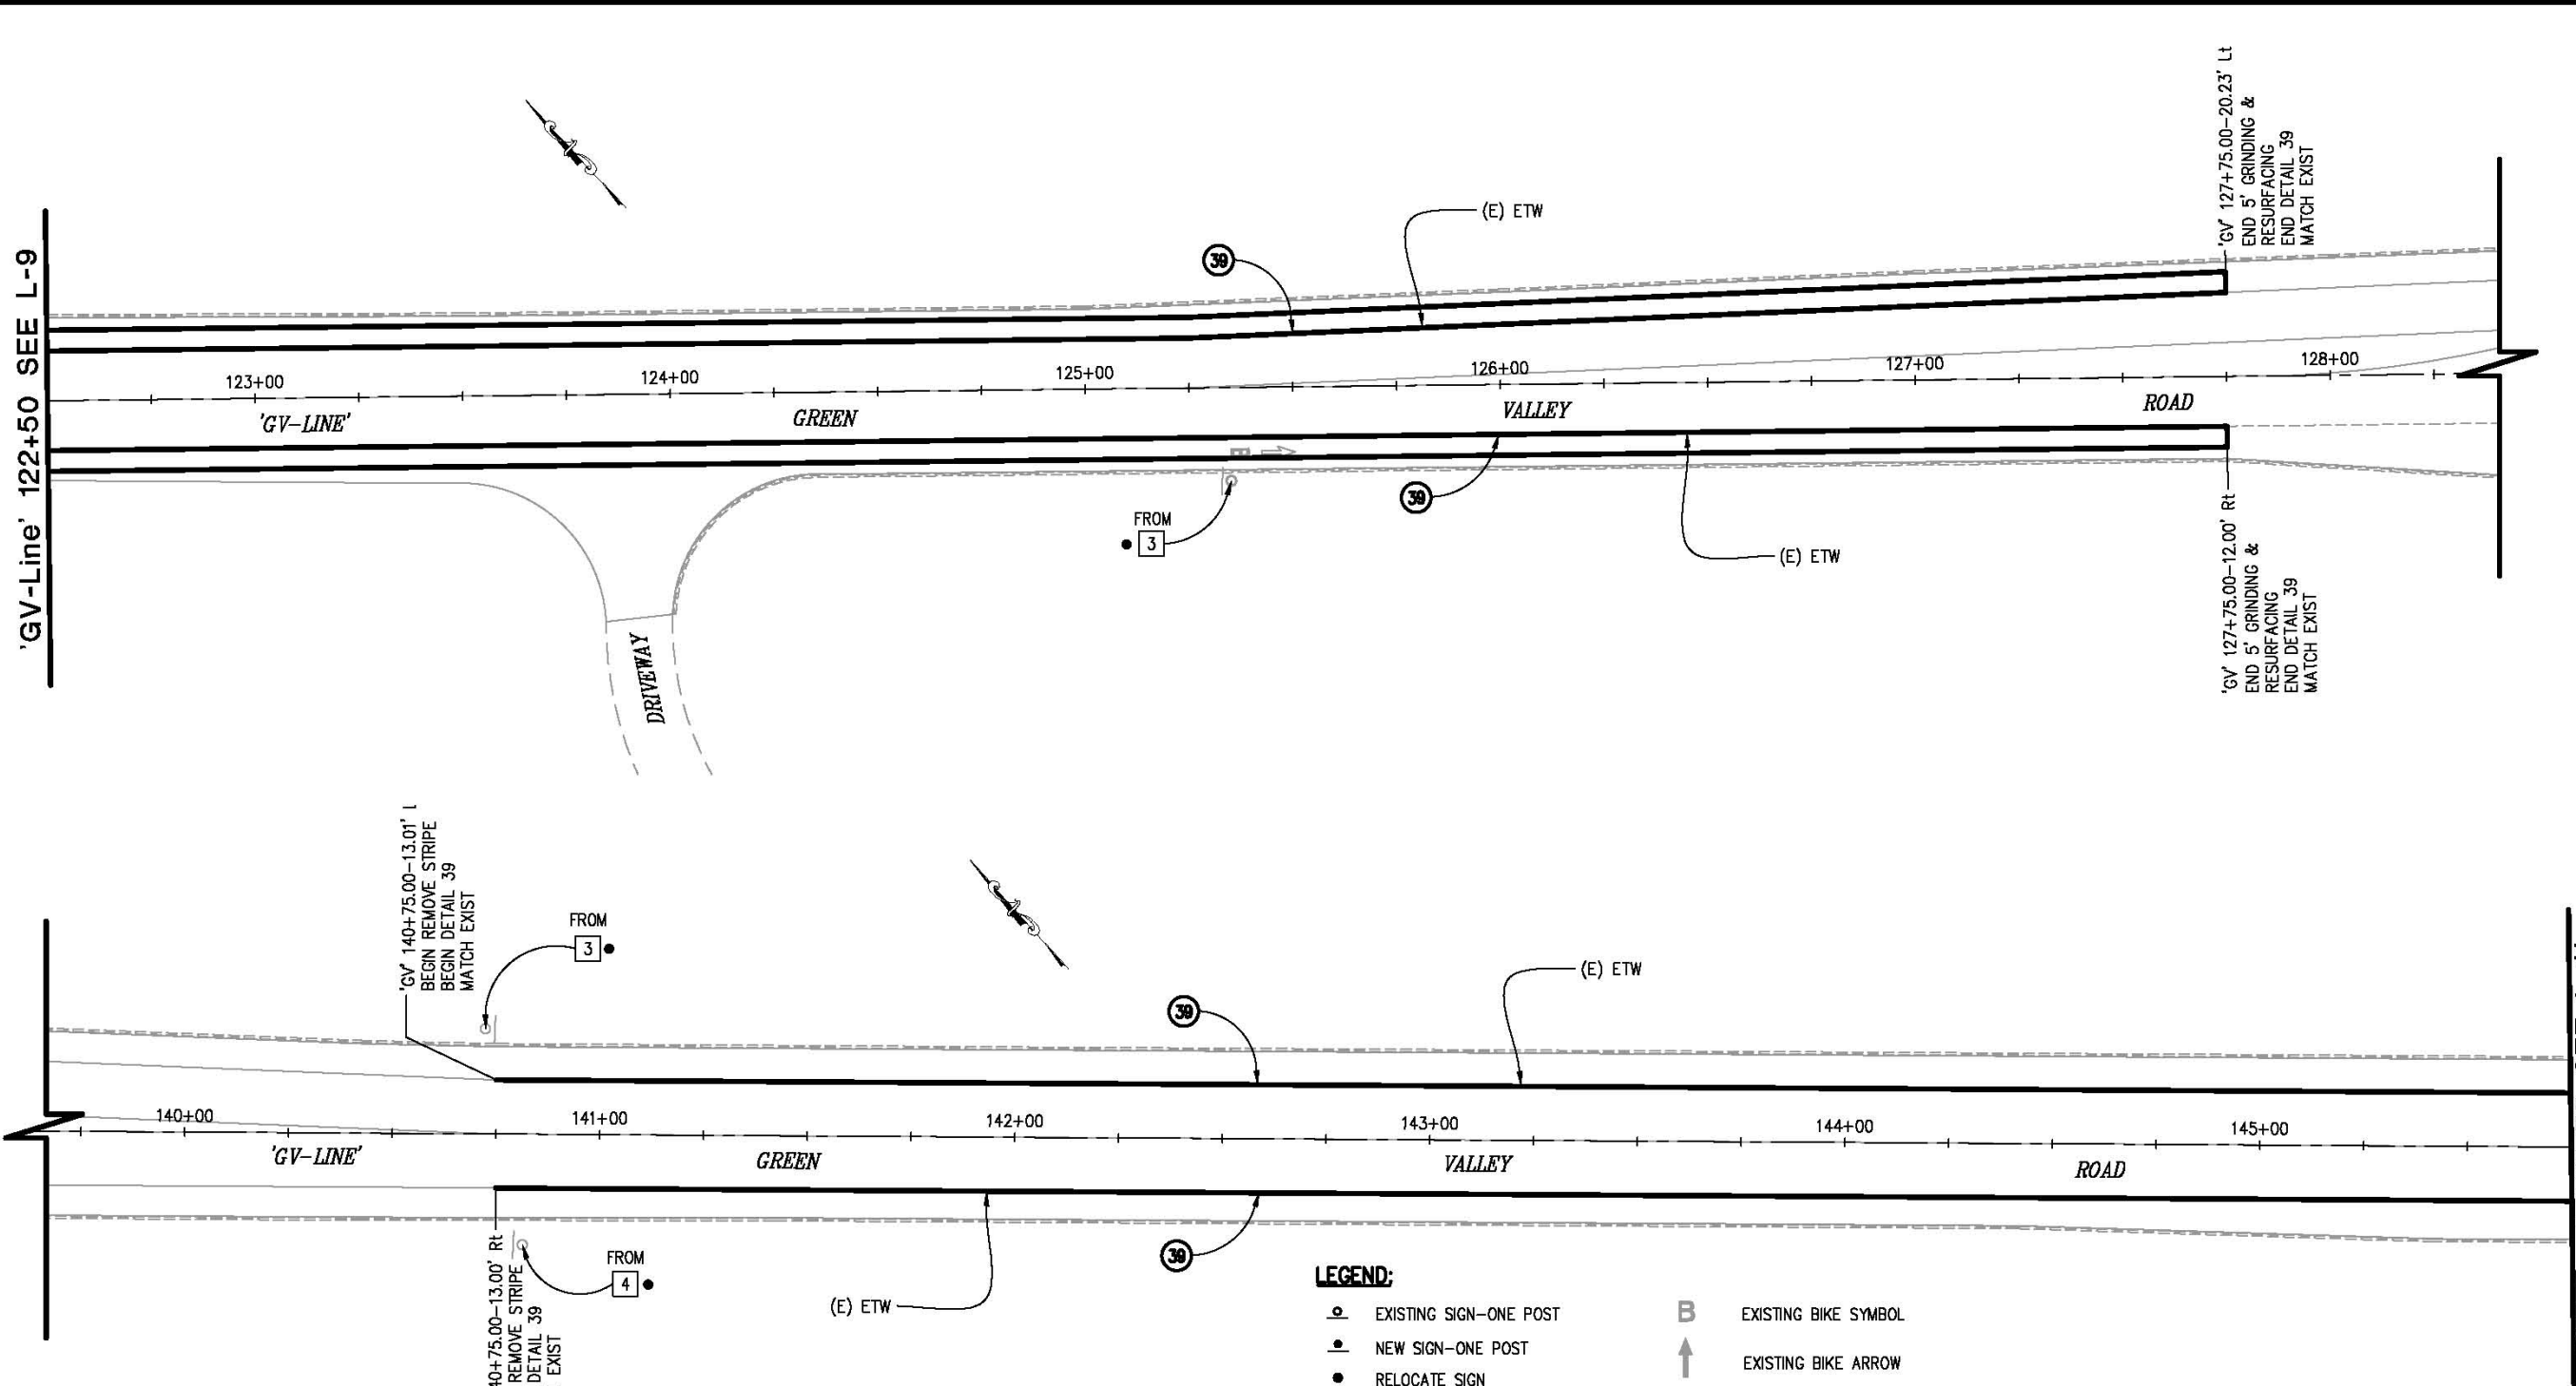 'GV-Line' 122+50 SEE L-9
(E) ETW
39
'GV' 127+75.00-20.23' Lt
END 5' GRINDING &
RESURFACING
END DETAIL 39
MATCH EXIST
123+00
124+00
125+00
126+00
127+00
128+00
'GV-LINE'
GREEN
VALLEY
ROAD
B
FROM
3
39
(E) ETW
'GV' 127+75.00-12.00' Rt
END 5' GRINDING &
RESURFACING
END DETAIL 39
MATCH EXIST
DRIVEWAY
'GV' 140+75.00-13.01' L
BEGIN REMOVE STRIPE
BEGIN DETAIL 39
MATCH EXIST
FROM
3
39
(E) ETW
140+00
141+00
142+00
143+00
144+00
145+00
'GV-LINE'
GREEN
VALLEY
ROAD
40+75.00-13.00' Rt
REMOVE STRIPE
DETAIL 39
EXIST
FROM
4
(E) ETW
39
LEGEND:
EXISTING SIGN-ONE POST
NEW SIGN-ONE POST
RELOCATE SIGN
B EXISTING BIKE SYMBOL
EXISTING BIKE ARROW